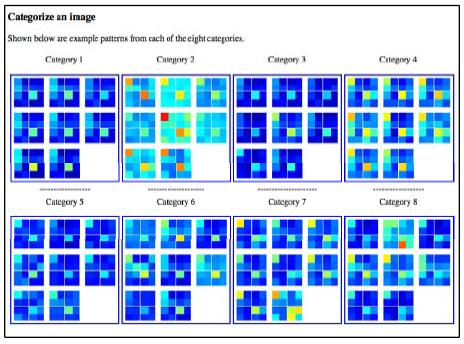 Categorize an image
Shown below are example patterns from each of the eight categories.
Category 1
Category 2
Category 3
Category 4
Category 5
Category 6
Category 7
Category 8